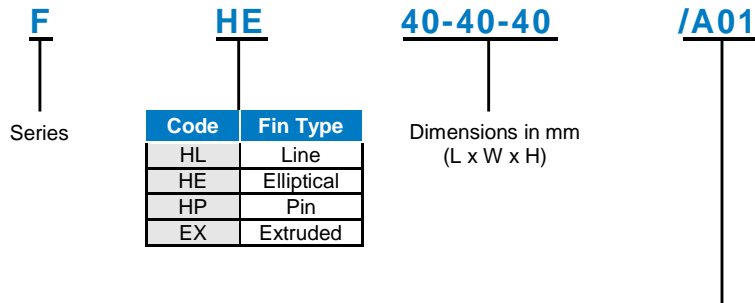 F HE 40-40-40 /A01
Series
Code Fin Type
HL Line
HE Elliptical
HP Pin
EX Extruded
Dimensions in mm
(L x W x H)